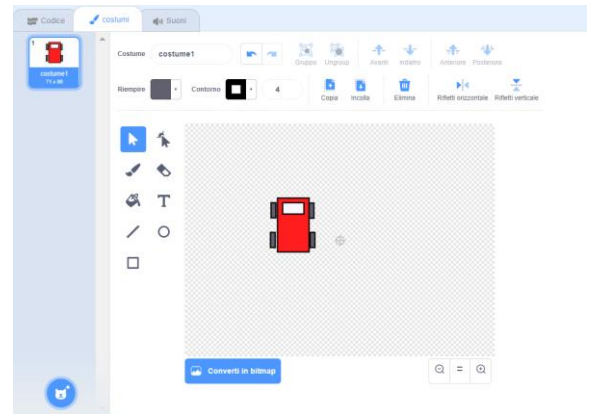 Codice costumi Suoni
1
costume1
Costume costume1 Gruppo Ungroup Avanti Indietro Anteriore Posteriore
Riempire Contorno 4 Copia Incolla Elimina Rifletti orizzontale Rifletti verticale
T
Converti in bitmap